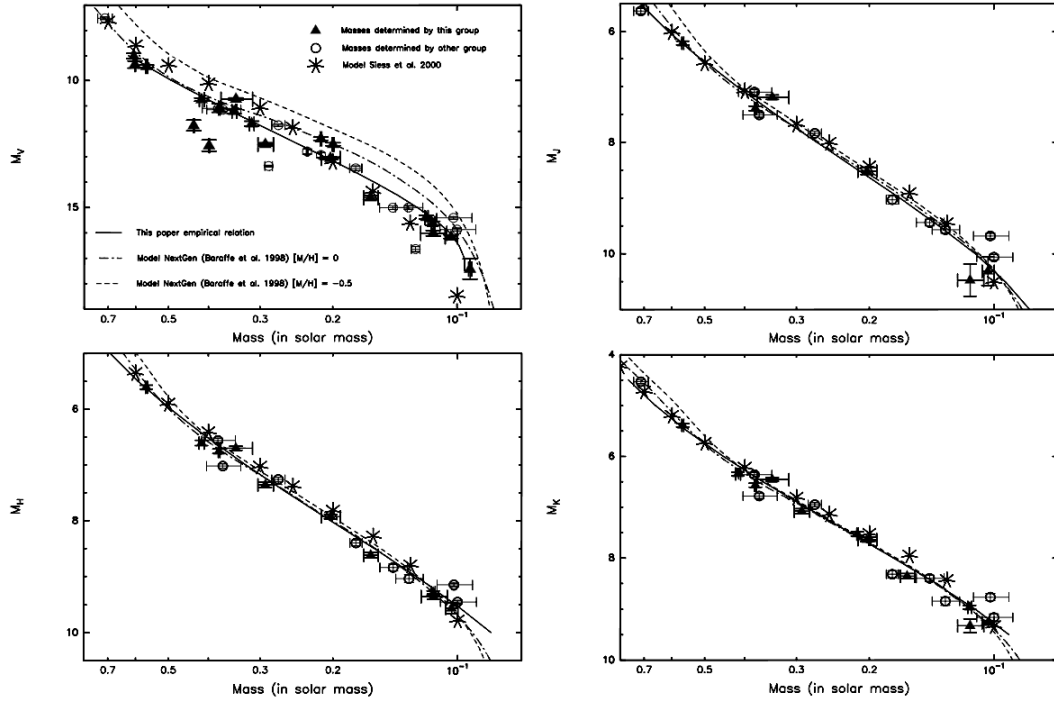 Masses determined by this group
Masses determined by other group
Model Siess et al. 2000
10
15
M_V
This paper empirical relation
Model NextGen (Baraffe et al. 1998) [M/H] = 0
Model NextGen (Baraffe et al. 1998) [M/H] = −0.5
0.7 0.5 0.3 0.2 10⁻¹
Mass (in solar mass)
6
8
10
M_J
0.7 0.5 0.3 0.2 10⁻¹
Mass (in solar mass)
6
8
10
M_H
0.7 0.5 0.3 0.2 10⁻¹
Mass (in solar mass)
4
6
8
10
M_K
0.7 0.5 0.3 0.2 10⁻¹
Mass (in solar mass)